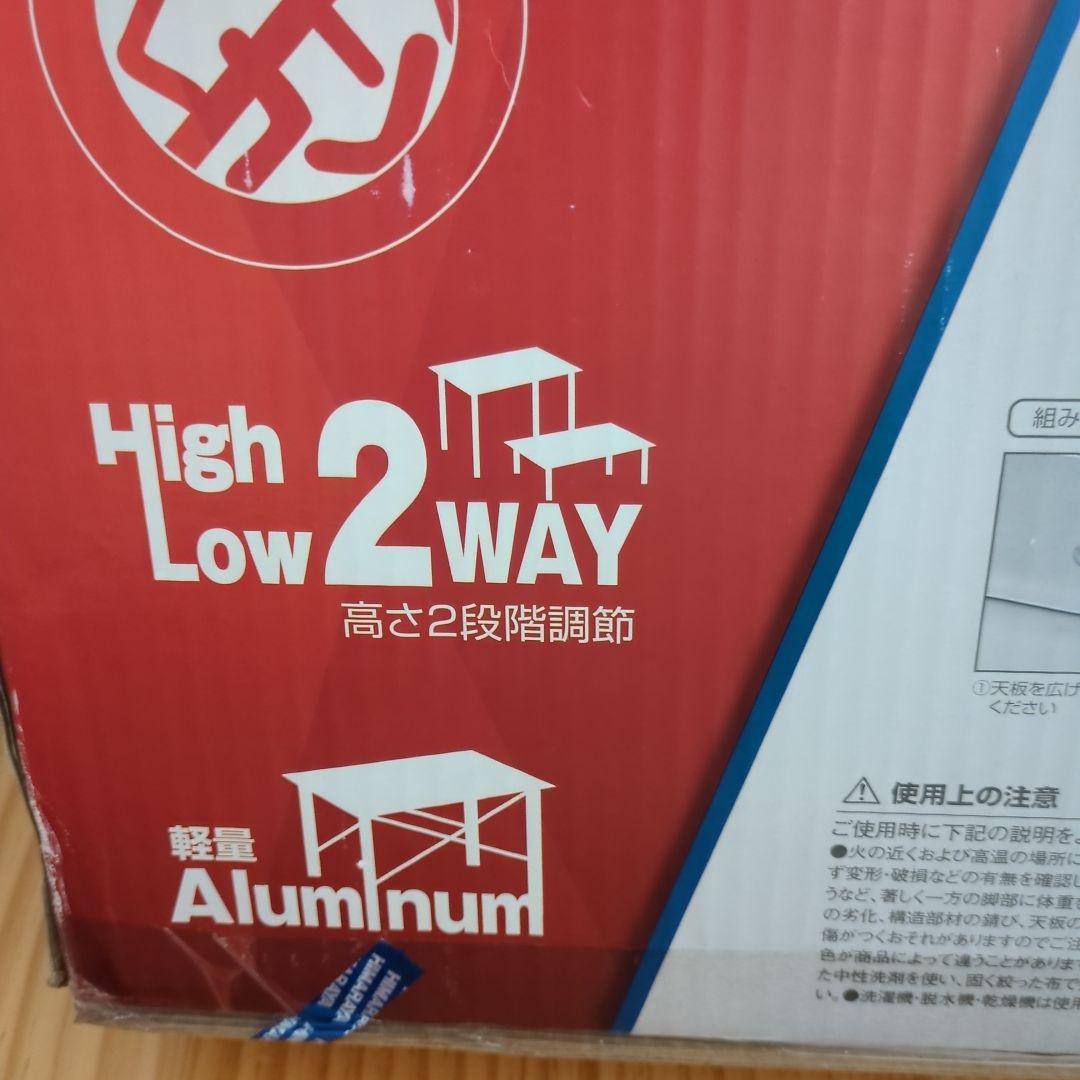 High
Low 2WAY
高さ2段階調節
軽量
Aluminum
HIMARAYA
HIMARAYA
組み
①天板を広げ
ください
使用上の注意
ご使用時に下記の説明を
●火の近くおよび高温の場所に
ず変形・破損などの有無を確認
うなど、著しく一方の脚部に体重
の劣化、構造部材の錆び、天板の
傷がつくおそれがありますのでご注
色が商品によって違うことがありま
た中性洗剤を使い、固く絞った布で
い。●洗濯機・脱水機・乾燥機は使用